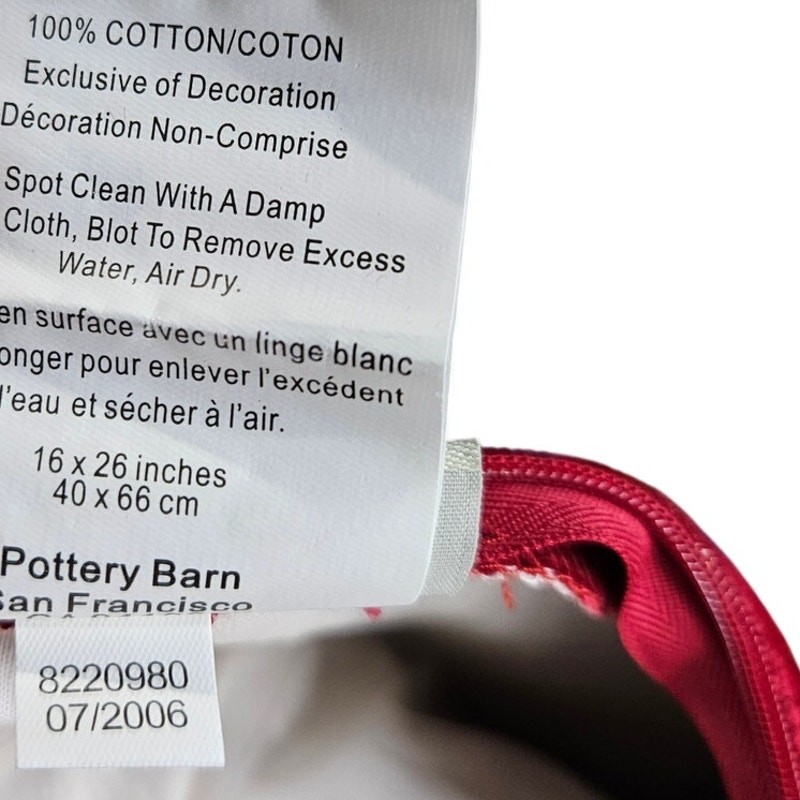 100% COTTON/COTON
Exclusive of Decoration
Décoration Non-Comprise
Spot Clean With A Damp
Cloth, Blot To Remove Excess
Water, Air Dry.
en surface avec un linge blanc
pour enlever l'excédent
l'eau et sécher à l'air.
16 x 26 inches
40 x 66 cm
Pottery Barn
San Francisco
8220980
07/2006